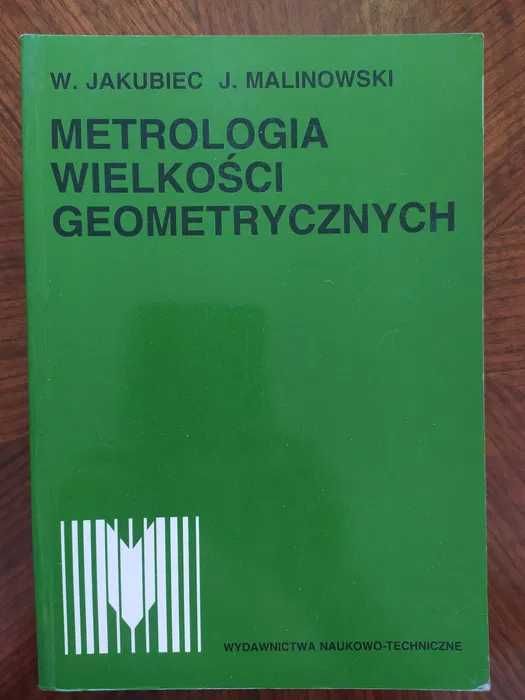 W. JAKUBIEC J. MALINOWSKI
METROLOGIA
WIELKOŚCI
GEOMETRYCZNYCH
WYDAWNICTWA NAUKOWO-TECHNICZNE